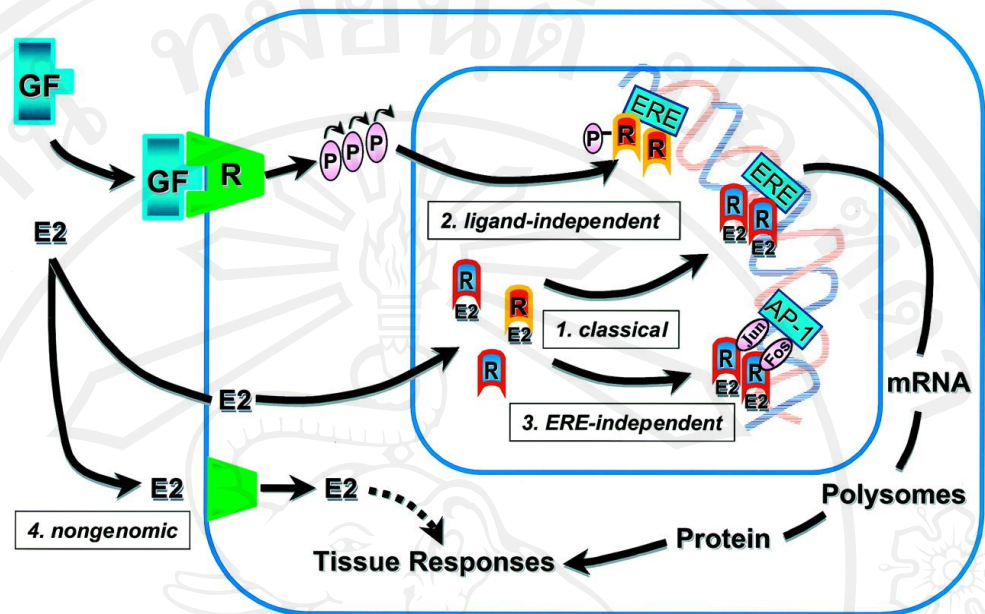 GF
GF
R
P
P
P
P
R
R
ERE
2. ligand-independent
ERE
R
R
E2
E2
E2
R
E2
R
E2
R
1. classical
AP-1
Jun
Fos
R
R
E2
E2
3. ERE-independent
E2
mRNA
E2
E2
4. nongenomic
Polysomes
Protein
Tissue Responses